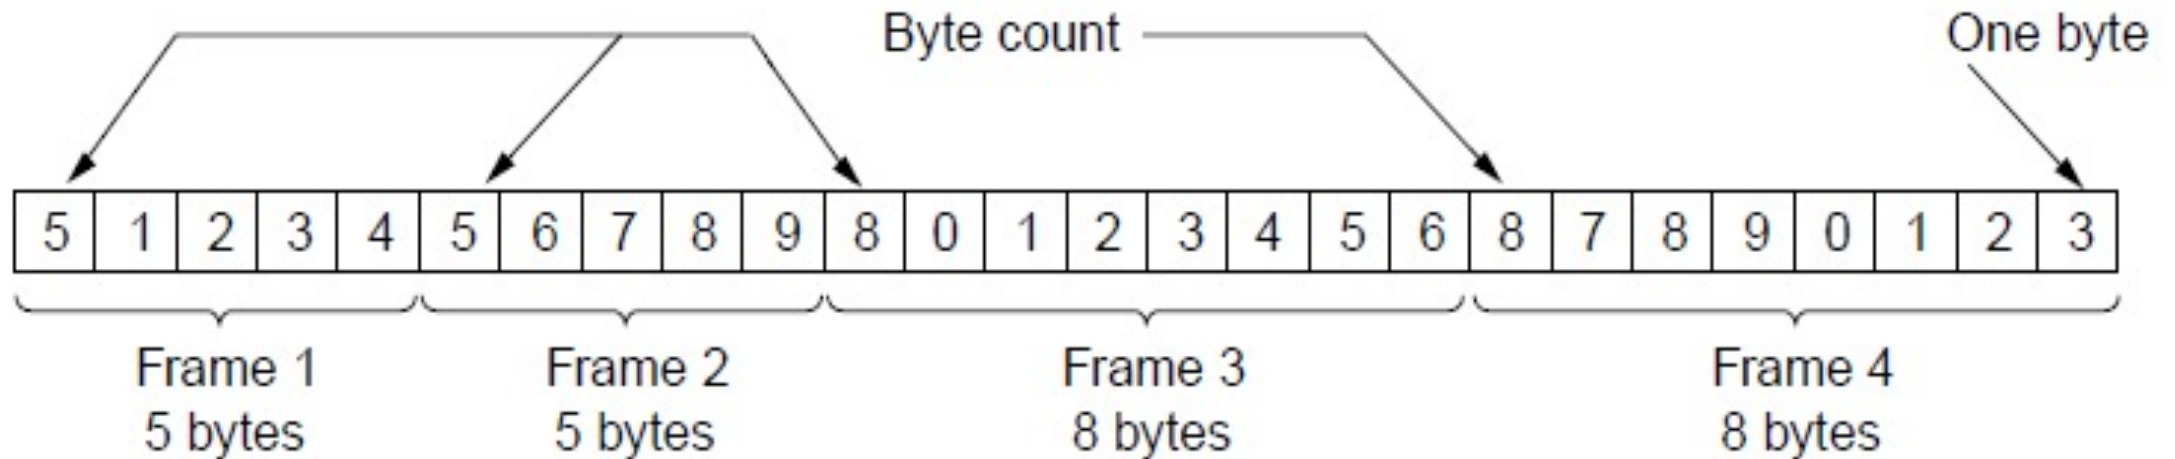 Byte count One byte
5 1 2 3 4 5 6 7 8 9 8 0 1 2 3 4 5 6 8 7 8 9 0 1 2 3
Frame 1 Frame 2 Frame 3 Frame 4
5 bytes 5 bytes 8 bytes 8 bytes